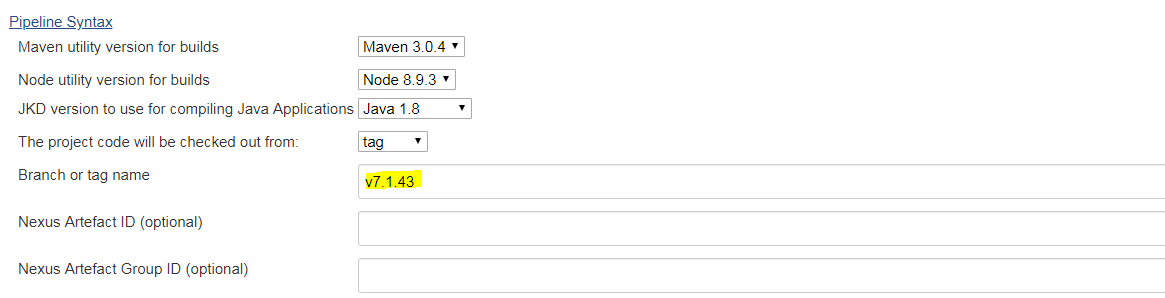 Pipeline Syntax
Maven utility version for builds Maven 3.0.4
Node utility version for builds Node 8.9.3
JKD version to use for compiling Java Applications Java 1.8
The project code will be checked out from: tag
Branch or tag name v7.1.43
Nexus Artefact ID (optional)
Nexus Artefact Group ID (optional)